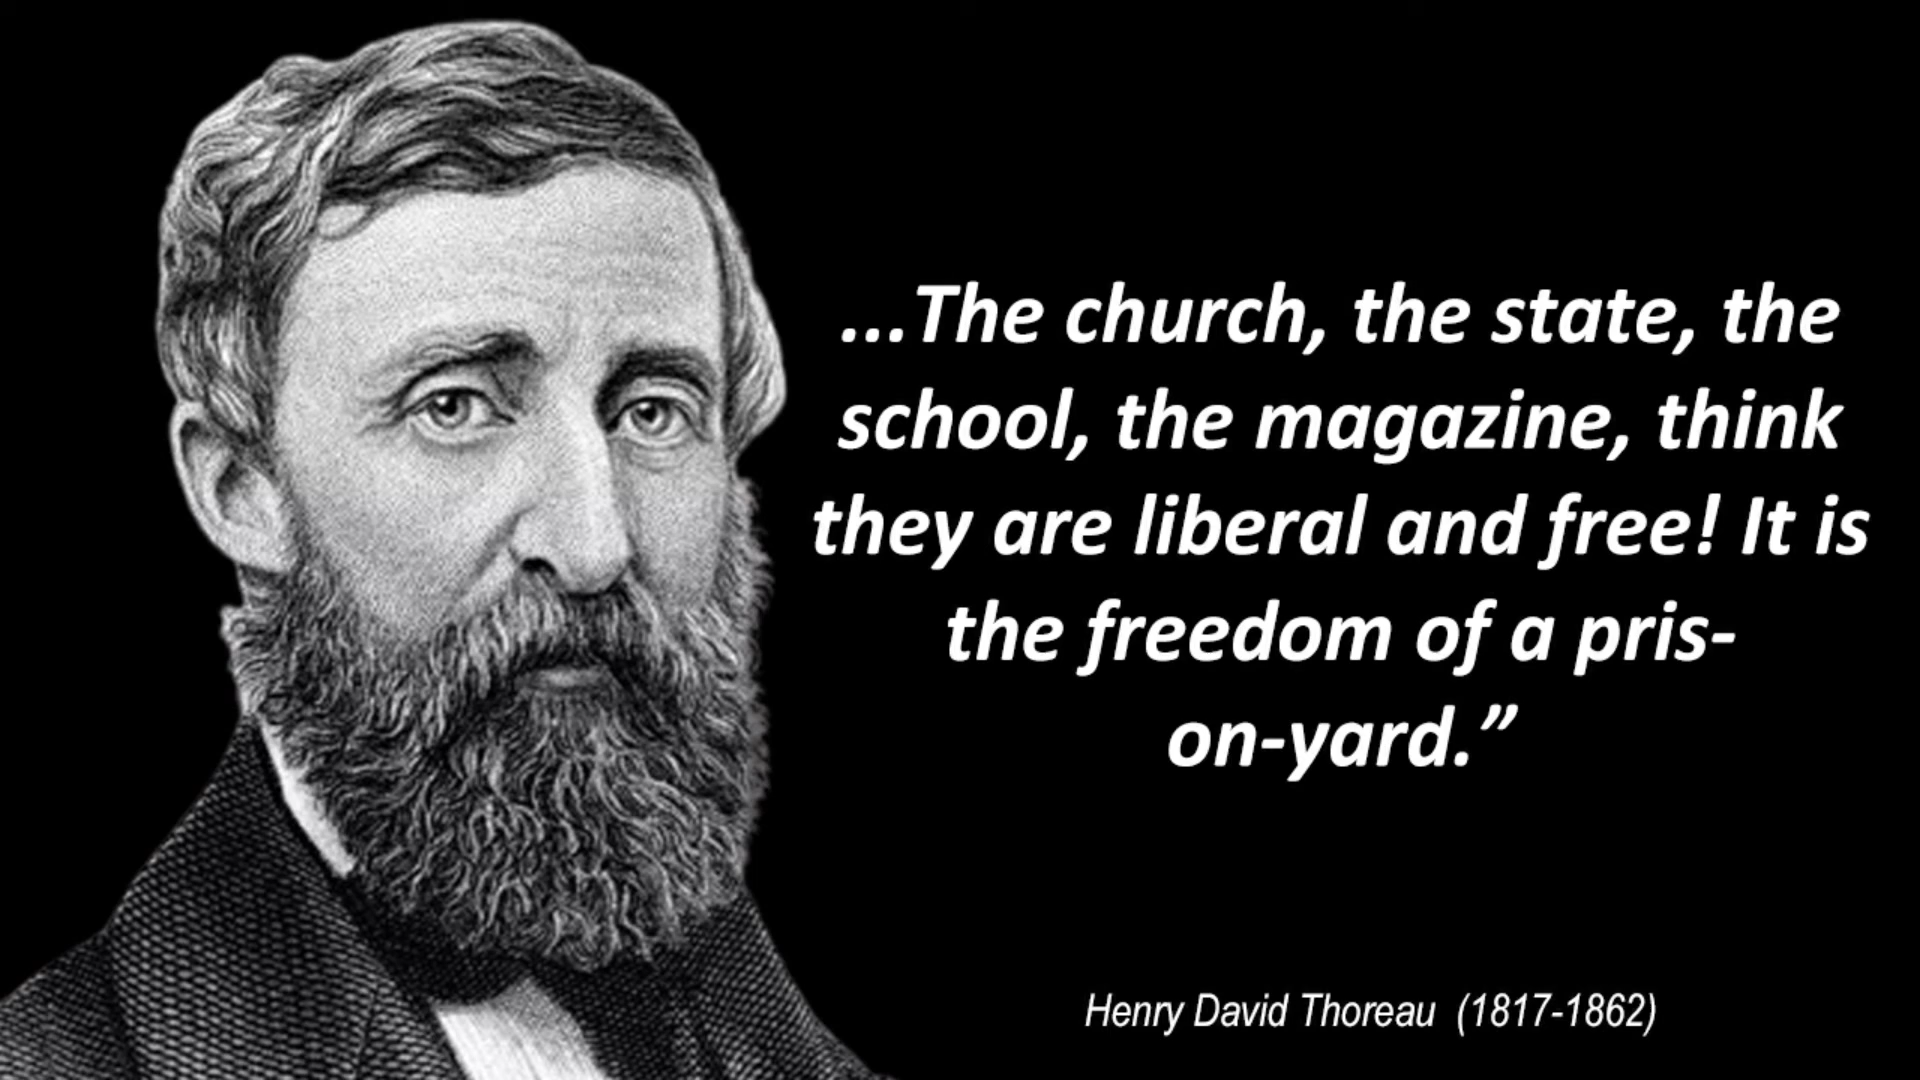 ...The church, the state, the
school, the magazine, think
they are liberal and free! It is
the freedom of a pris-
on-yard.”
Henry David Thoreau (1817-1862)